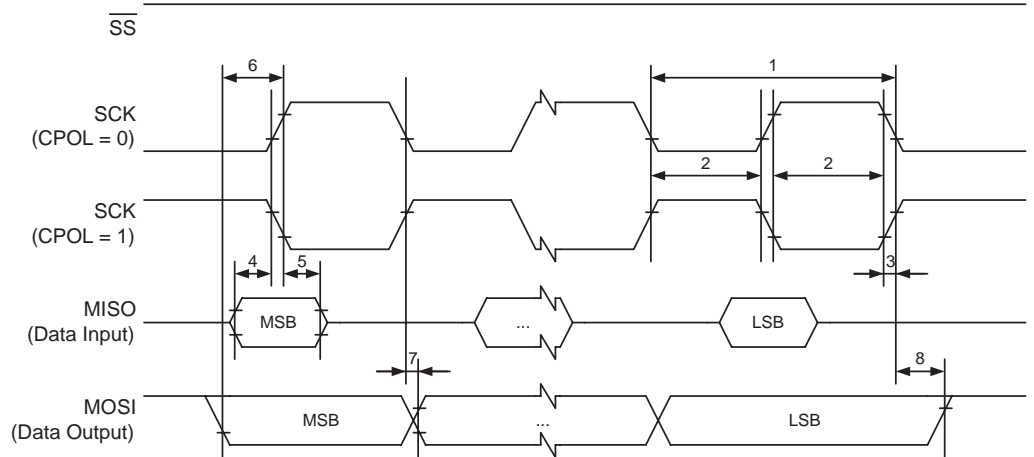 SS
6
1
SCK
(CPOL = 0)
2
2
SCK
(CPOL = 1)
4
5
3
MISO
(Data Input)
MSB
...
LSB
7
8
MOSI
(Data Output)
MSB
...
LSB